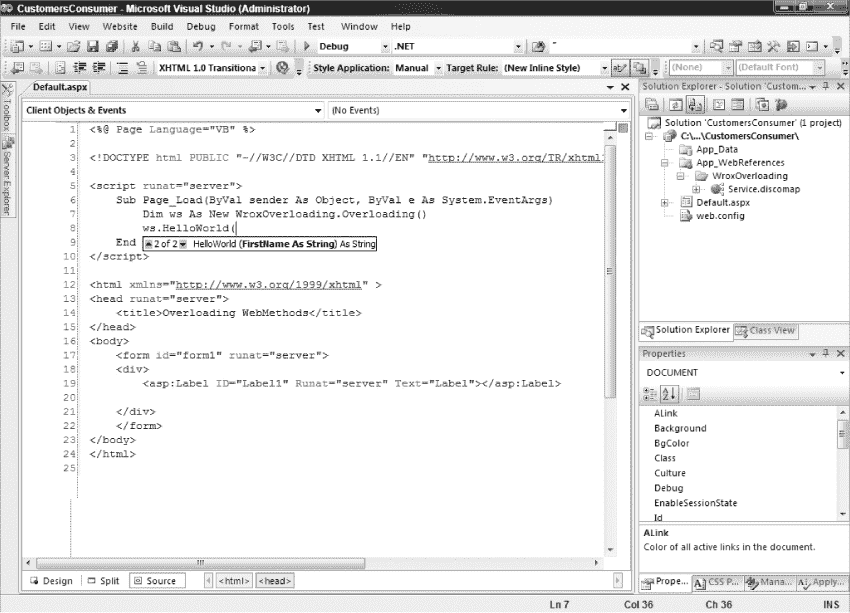 CustomersConsumer - Microsoft Visual Studio (Administrator)
File Edit View Website Build Debug Format Tools Test Window Help
Debug .NET
XHTML 1.0 Transitiona Style Application: Manual Target Rule: (New Inline Style) (None) (Default Font)
Toolbox
Server Explorer
Default.aspx
Client Objects & Events (No Events)
1 <%@ Page Language="VB" %>
2
3 <!DOCTYPE html PUBLIC "-//W3C//DTD XHTML 1.1//EN" "http://www.w3.org/TR/xhtml1
4
5 <script runat="server">
6 Sub Page_Load(ByVal sender As Object, ByVal e As System.EventArgs)
7 Dim ws As New WroxOverloading.Overloading()
8 ws.HelloWorld(
9 End
2 of 2 HelloWorld (FirstName As String) As String
10 </script>
11
12 <html xmlns="http://www.w3.org/1999/xhtml" >
13 <head runat="server">
14 <title>Overloading WebMethods</title>
15 </head>
16 <body>
17 <form id="form1" runat="server">
18 <div>
19 <asp:Label ID="Label1" Runat="server" Text="Label"></asp:Label>
20
21 </div>
22 </form>
23 </body>
24 </html>
25
Design Split Source <html> <head>
Solution Explorer - Solution 'Custom...
Solution 'CustomersConsumer' (1 project)
C:\...\CustomersConsumer\
App_Data
App_WebReferences
WroxOverloading
Service.discomap
Default.aspx
web.config
Solution Explorer Class View
Properties
DOCUMENT
ALink
Background
BgColor
Class
Culture
Debug
EnableSessionState
Id
ALink
Color of all active links in the document.
Prope... CSS P... Mana... Apply...
Ln 7 Col 36 Ch 36 INS